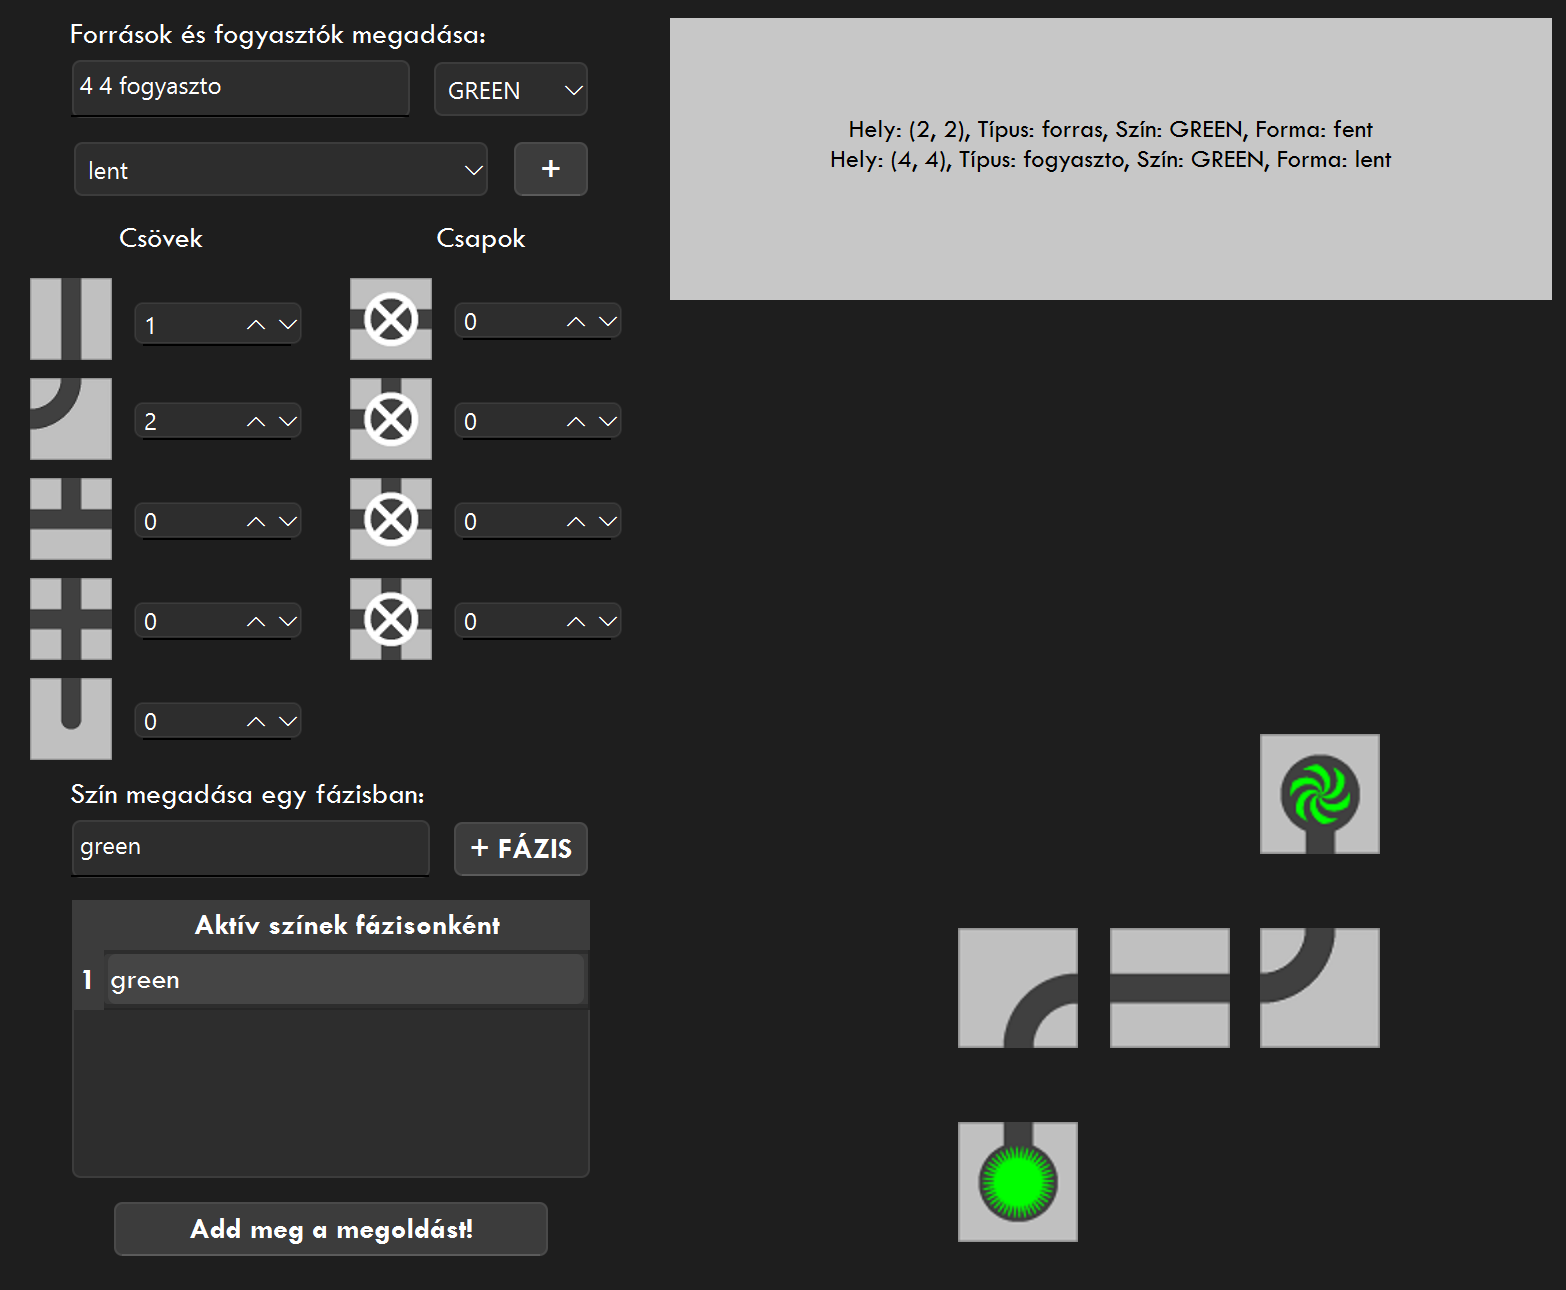 Források és fogyasztók megadása:
4 4 fogyaszto
GREEN
lent
+
Hely: (2, 2), Típus: forras, Szín: GREEN, Forma: fent
Hely: (4, 4), Típus: fogyaszto, Szín: GREEN, Forma: lent
Csövek
Csapok
1
0
2
0
0
0
0
0
0
Szín megadása egy fázisban:
green
+ FÁZIS
Aktív színek fázisonként
1 green
Add meg a megoldást!